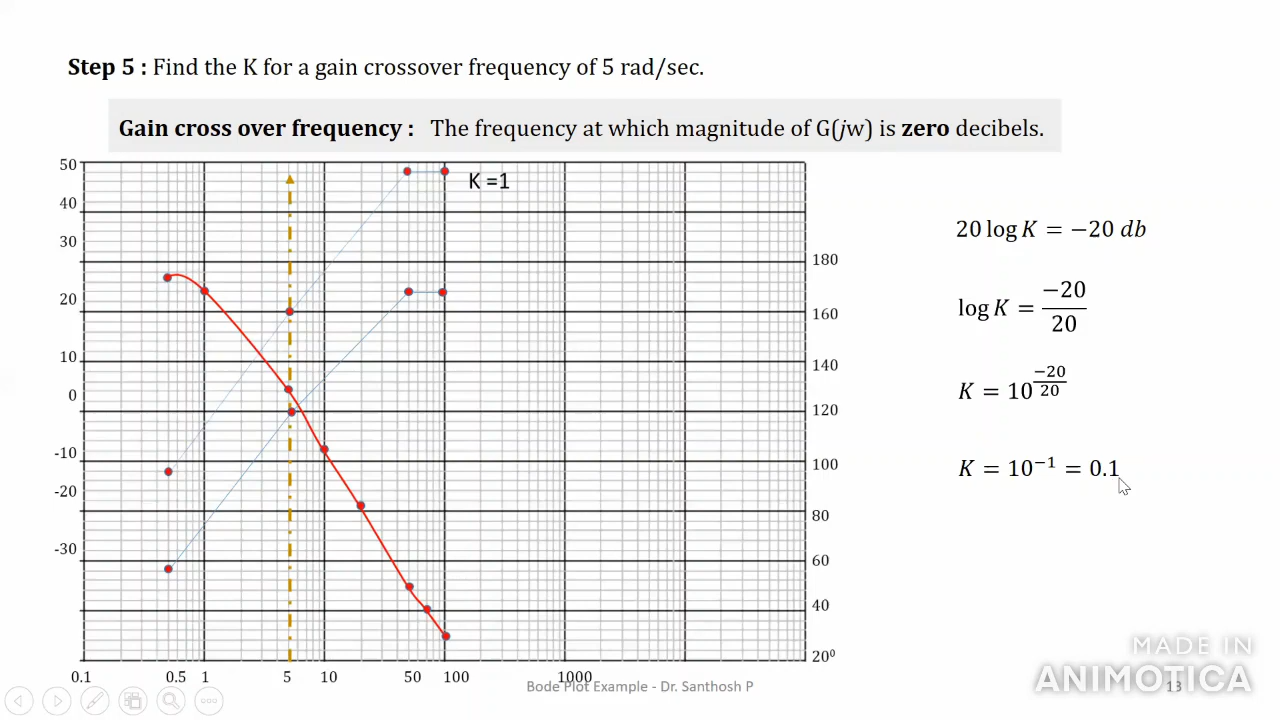 Step 5 : Find the K for a gain crossover frequency of 5 rad/sec.
Gain cross over frequency : The frequency at which magnitude of G(jw) is zero decibels.
50
40
30
20
10
0
-10
-20
-30
K =1
180
160
140
120
100
80
60
40
20⁰
0.1 0.5 1 5 10 50 100 1000
20 log K = −20 db
log K = −20/20
K = 10^(−20/20)
K = 10⁻¹ = 0.1
Bode Plot Example - Dr. Santhosh P
13
MADE IN
ANIMOTICA